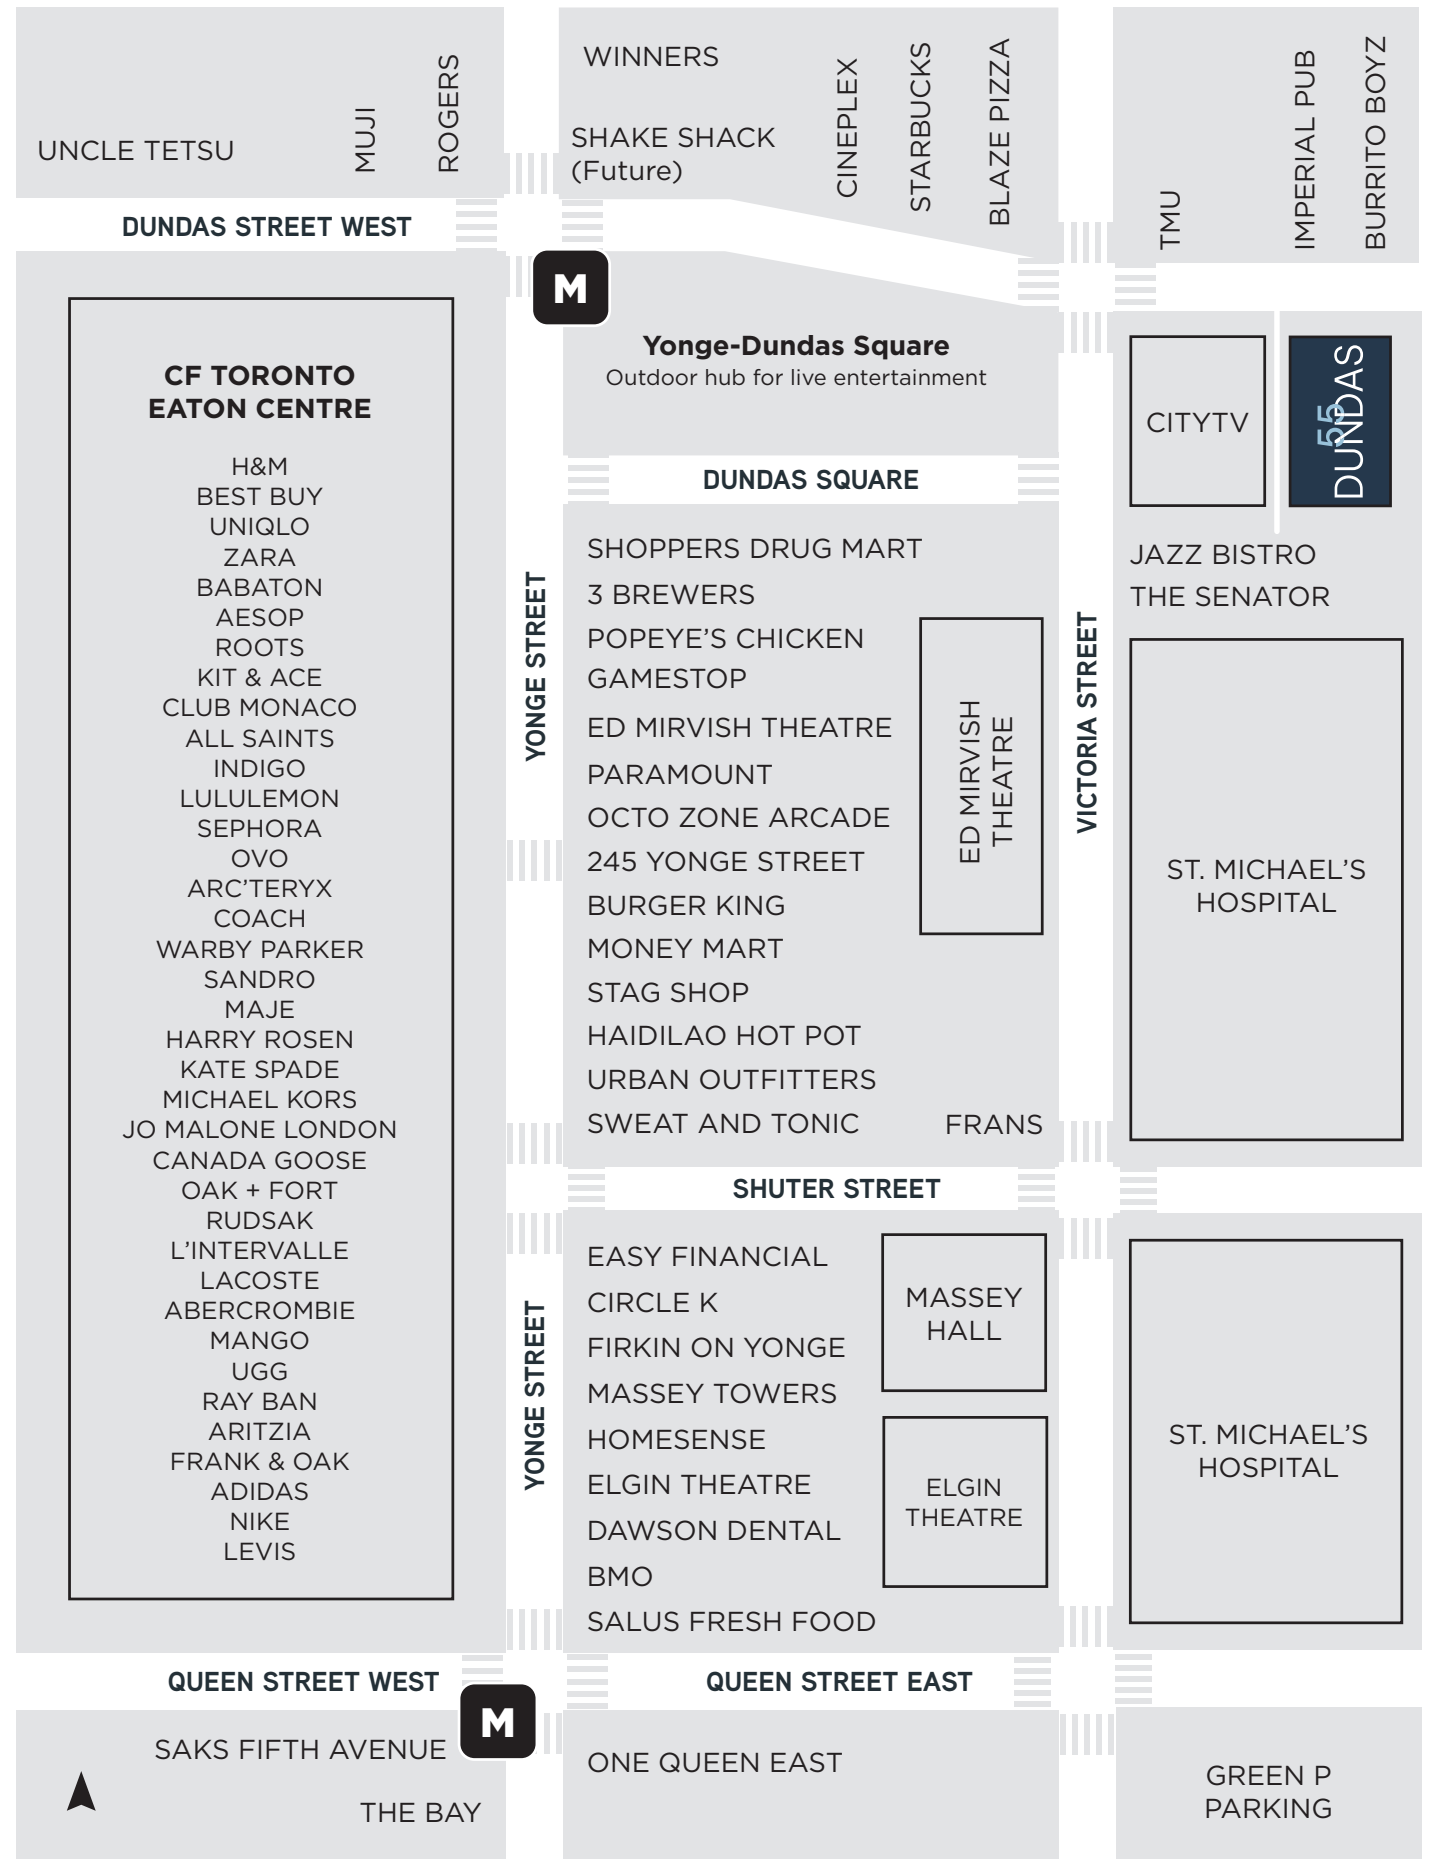 UNCLE TETSU
MUJI
ROGERS
WINNERS
SHAKE SHACK
(Future)
CINEPLEX
STARBUCKS
BLAZE PIZZA
TMU
IMPERIAL PUB
BURRITO BOYZ
DUNDAS STREET WEST
M
CF TORONTO
EATON CENTRE
H&M
BEST BUY
UNIQLO
ZARA
BABATON
AESOP
ROOTS
KIT & ACE
CLUB MONACO
ALL SAINTS
INDIGO
LULULEMON
SEPHORA
OVO
ARC’TERYX
COACH
WARBY PARKER
SANDRO
MAJE
HARRY ROSEN
KATE SPADE
MICHAEL KORS
JO MALONE LONDON
CANADA GOOSE
OAK + FORT
RUDSAK
L’INTERVALLE
LACOSTE
ABERCROMBIE
MANGO
UGG
RAY BAN
ARITZIA
FRANK & OAK
ADIDAS
NIKE
LEVIS
YONGE STREET
YONGE STREET
Yonge-Dundas Square
Outdoor hub for live entertainment
DUNDAS SQUARE
SHOPPERS DRUG MART
3 BREWERS
POPEYE’S CHICKEN
GAMESTOP
ED MIRVISH THEATRE
PARAMOUNT
OCTO ZONE ARCADE
245 YONGE STREET
BURGER KING
MONEY MART
STAG SHOP
HAIDILAO HOT POT
URBAN OUTFITTERS
SWEAT AND TONIC
FRANS
ED MIRVISH
THEATRE
VICTORIA STREET
CITYTV
55
DUNDAS
JAZZ BISTRO
THE SENATOR
ST. MICHAEL’S
HOSPITAL
SHUTER STREET
EASY FINANCIAL
CIRCLE K
FIRKIN ON YONGE
MASSEY TOWERS
HOMESENSE
ELGIN THEATRE
DAWSON DENTAL
BMO
SALUS FRESH FOOD
MASSEY
HALL
ELGIN
THEATRE
ST. MICHAEL’S
HOSPITAL
QUEEN STREET WEST
QUEEN STREET EAST
M
SAKS FIFTH AVENUE
THE BAY
ONE QUEEN EAST
GREEN P
PARKING